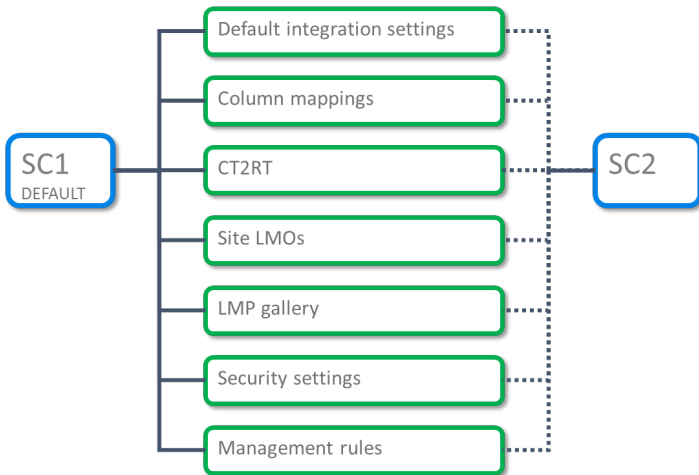 Default integration settings
Column mappings
SC1
DEFAULT
CT2RT
SC2
Site LMOs
LMP gallery
Security settings
Management rules